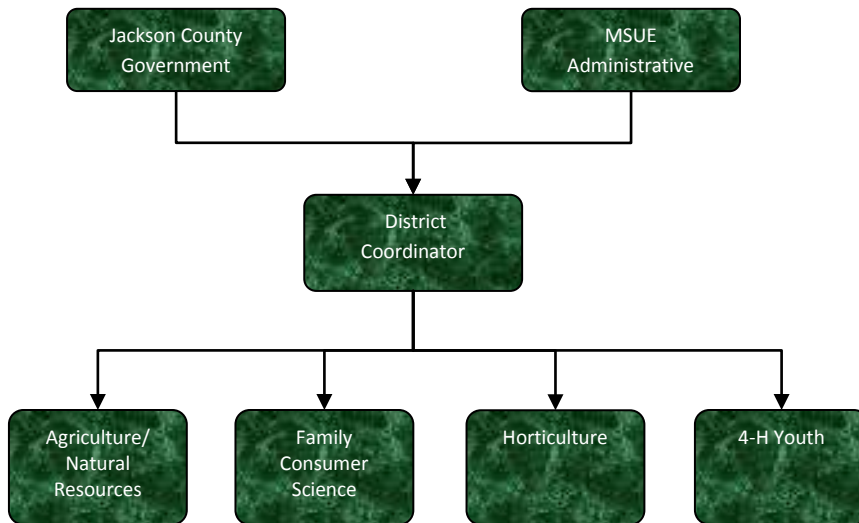 Jackson County
Government
MSUE
Administrative
District
Coordinator
Agriculture/
Natural
Resources
Family
Consumer
Science
Horticulture
4-H Youth